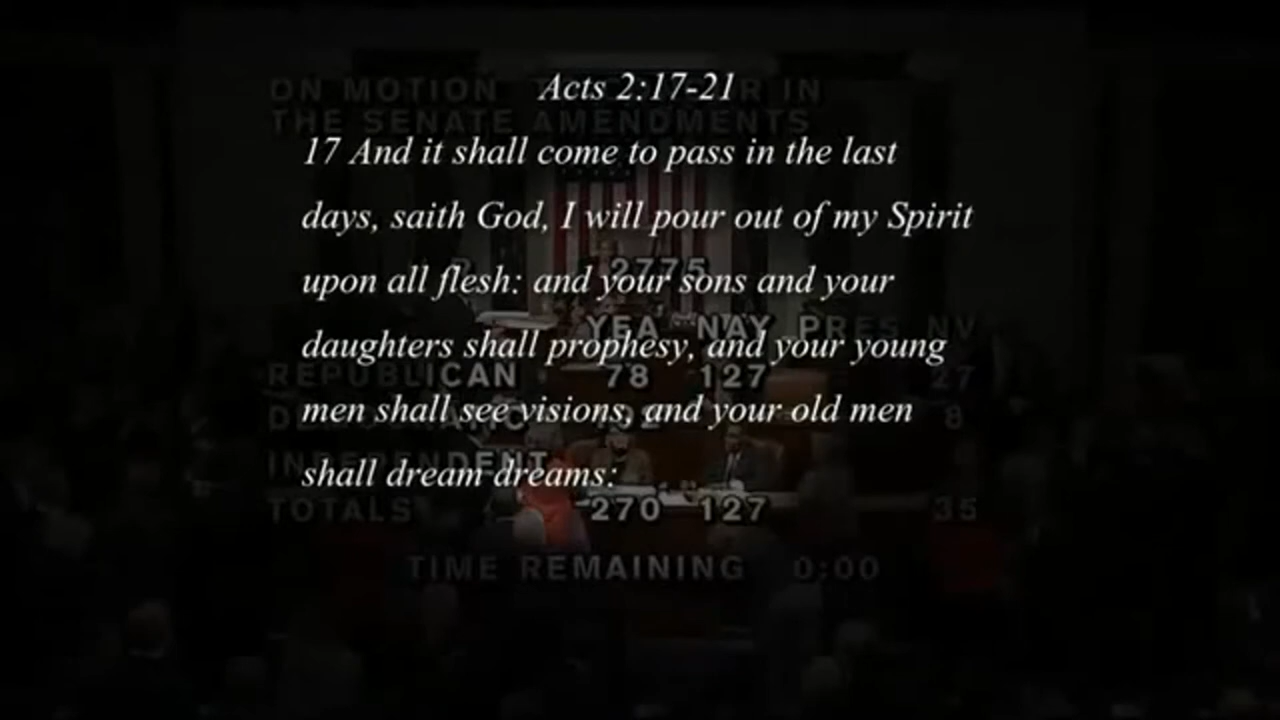 Acts 2:17-21
ON MOTION R IN
THE SENATE AMENDMENTS
17 And it shall come to pass in the last
days, saith God, I will pour out of my Spirit
2775
upon all flesh: and your sons and your
YEA NAY PRES NV
daughters shall prophesy, and your young
REPUBLICAN 78 127 27
men shall see visions, and your old men
8
INDEPENDENT
shall dream dreams:
TOTALS 270 127 35
TIME REMAINING 0:00